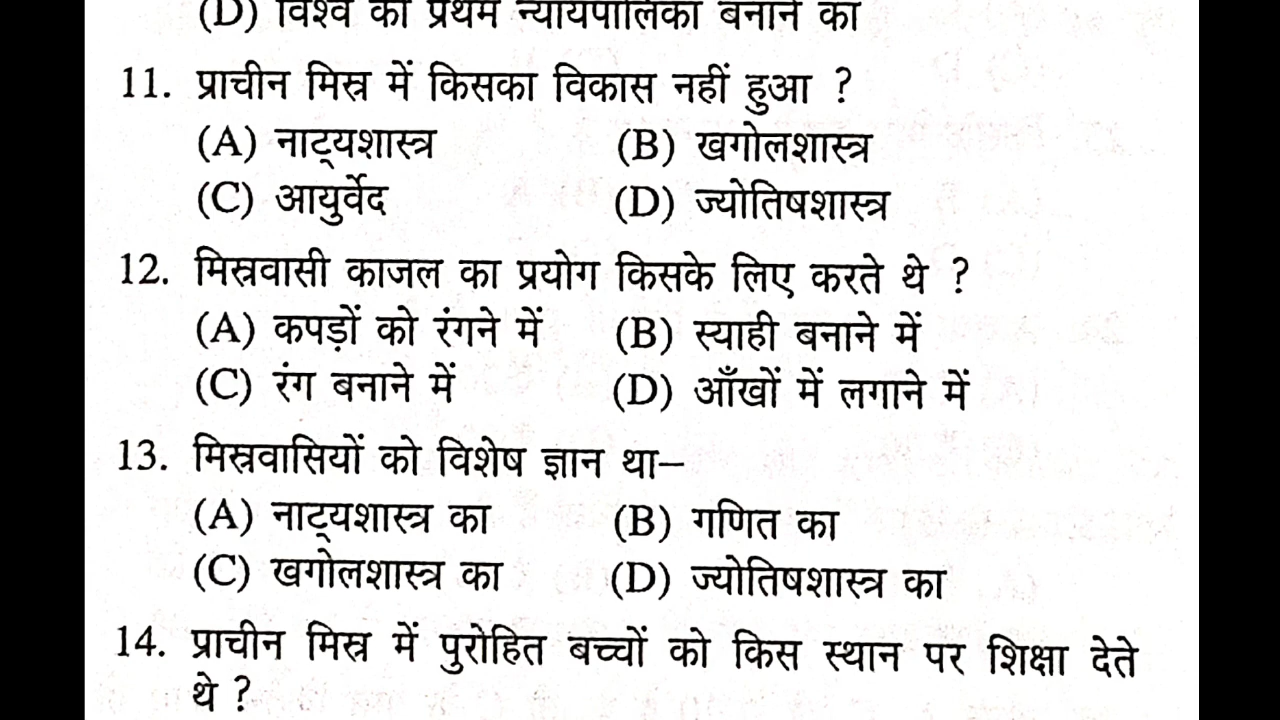 (D) विश्व का प्रथम न्यायपालिका बनाने का
11. प्राचीन मिस्र में किसका विकास नहीं हुआ ?
(A) नाट्यशास्त्र (B) खगोलशास्त्र
(C) आयुर्वेद (D) ज्योतिषशास्त्र
12. मिस्रवासी काजल का प्रयोग किसके लिए करते थे ?
(A) कपड़ों को रंगने में (B) स्याही बनाने में
(C) रंग बनाने में (D) आँखों में लगाने में
13. मिस्रवासियों को विशेष ज्ञान था–
(A) नाट्यशास्त्र का (B) गणित का
(C) खगोलशास्त्र का (D) ज्योतिषशास्त्र का
14. प्राचीन मिस्र में पुरोहित बच्चों को किस स्थान पर शिक्षा देते
थे ?